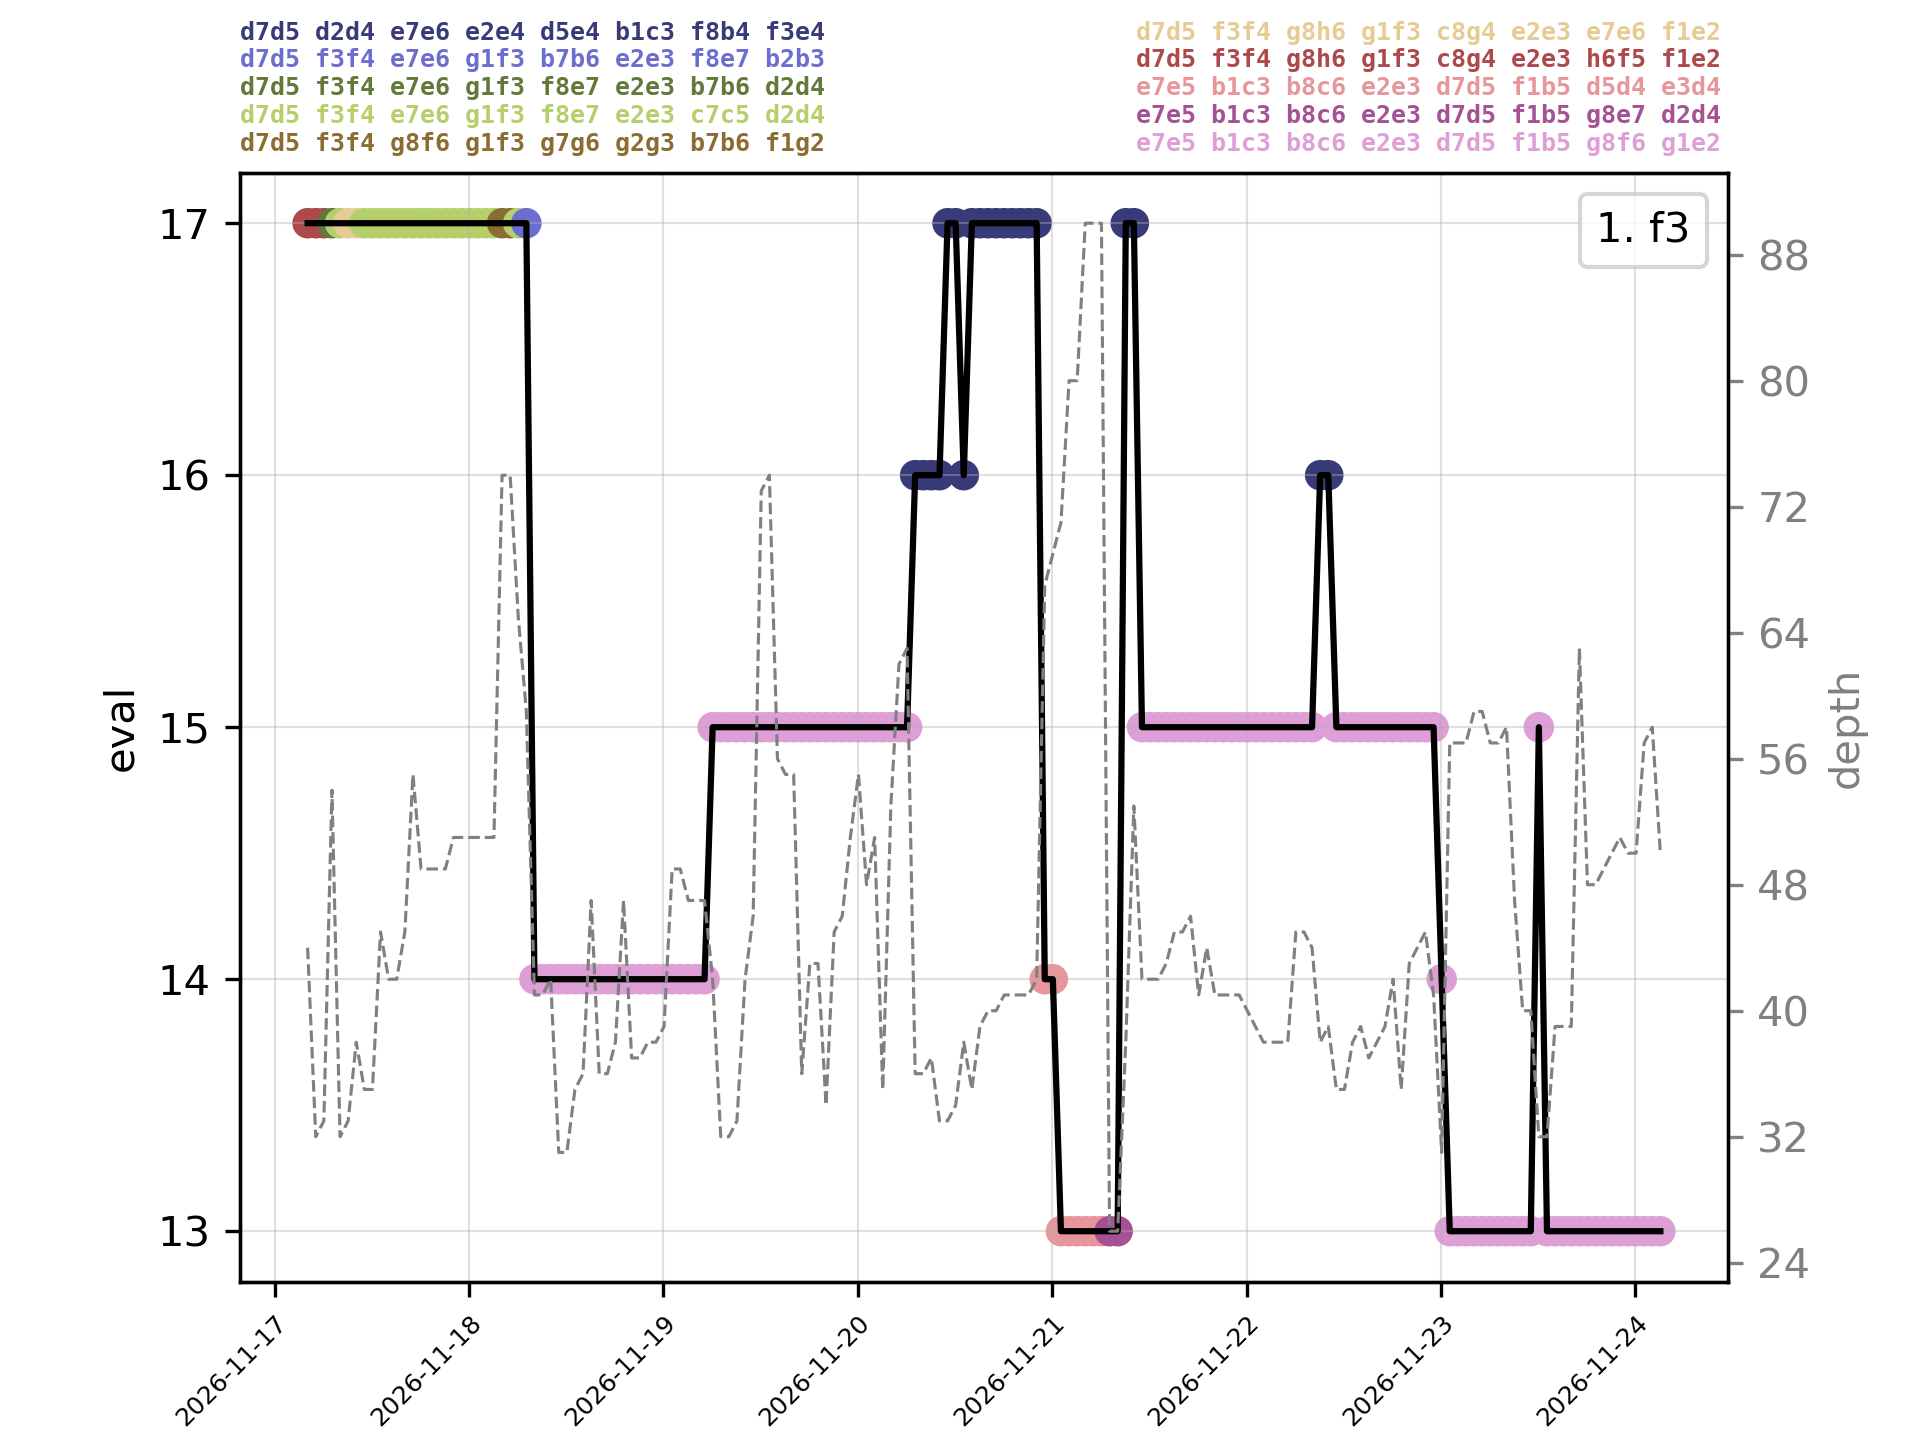 d7d5 d2d4 e7e6 e2e4 d5e4 b1c3 f8b4 f3e4
d7d5 f3f4 e7e6 g1f3 b7b6 e2e3 f8e7 b2b3
d7d5 f3f4 e7e6 g1f3 f8e7 e2e3 b7b6 d2d4
d7d5 f3f4 e7e6 g1f3 f8e7 e2e3 c7c5 d2d4
d7d5 f3f4 g8f6 g1f3 g7g6 g2g3 b7b6 f1g2
d7d5 f3f4 g8h6 g1f3 c8g4 e2e3 e7e6 f1e2
d7d5 f3f4 g8h6 g1f3 c8g4 e2e3 h6f5 f1e2
e7e5 b1c3 b8c6 e2e3 d7d5 f1b5 d5d4 e3d4
e7e5 b1c3 b8c6 e2e3 d7d5 f1b5 g8e7 d2d4
e7e5 b1c3 b8c6 e2e3 d7d5 f1b5 g8f6 g1e2
1. f3
eval
17
16
15
14
13
depth
88
80
72
64
56
48
40
32
24
2026-11-17
2026-11-18
2026-11-19
2026-11-20
2026-11-21
2026-11-22
2026-11-23
2026-11-24